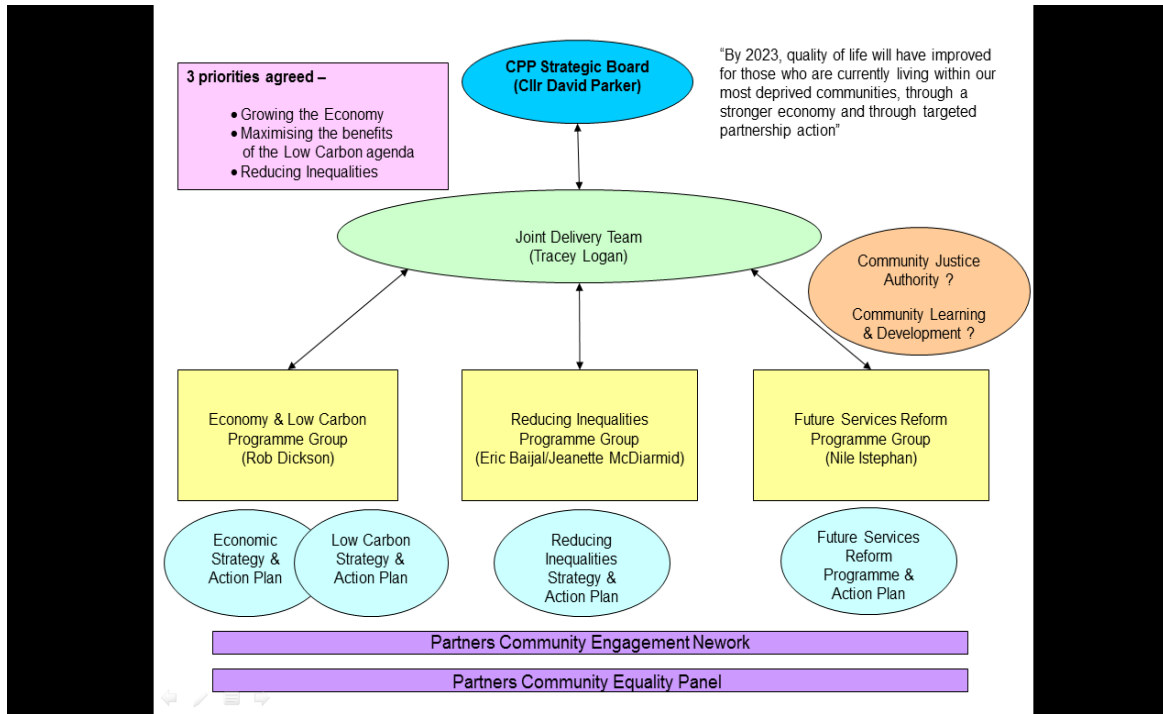 3 priorities agreed –
• Growing the Economy
• Maximising the benefits
of the Low Carbon agenda
• Reducing Inequalities
CPP Strategic Board
(Cllr David Parker)
“By 2023, quality of life will have improved
for those who are currently living within our
most deprived communities, through a
stronger economy and through targeted
partnership action”
Joint Delivery Team
(Tracey Logan)
Community Justice
Authority ?
Community Learning
& Development ?
Economy & Low Carbon
Programme Group
(Rob Dickson)
Reducing Inequalities
Programme Group
(Eric Baijal/Jeanette McDiarmid)
Future Services Reform
Programme Group
(Nile Istephan)
Economic
Strategy &
Action Plan
Low Carbon
Strategy &
Action Plan
Reducing
Inequalities
Strategy &
Action Plan
Future Services
Reform
Programme &
Action Plan
Partners Community Engagement Nework
Partners Community Equality Panel